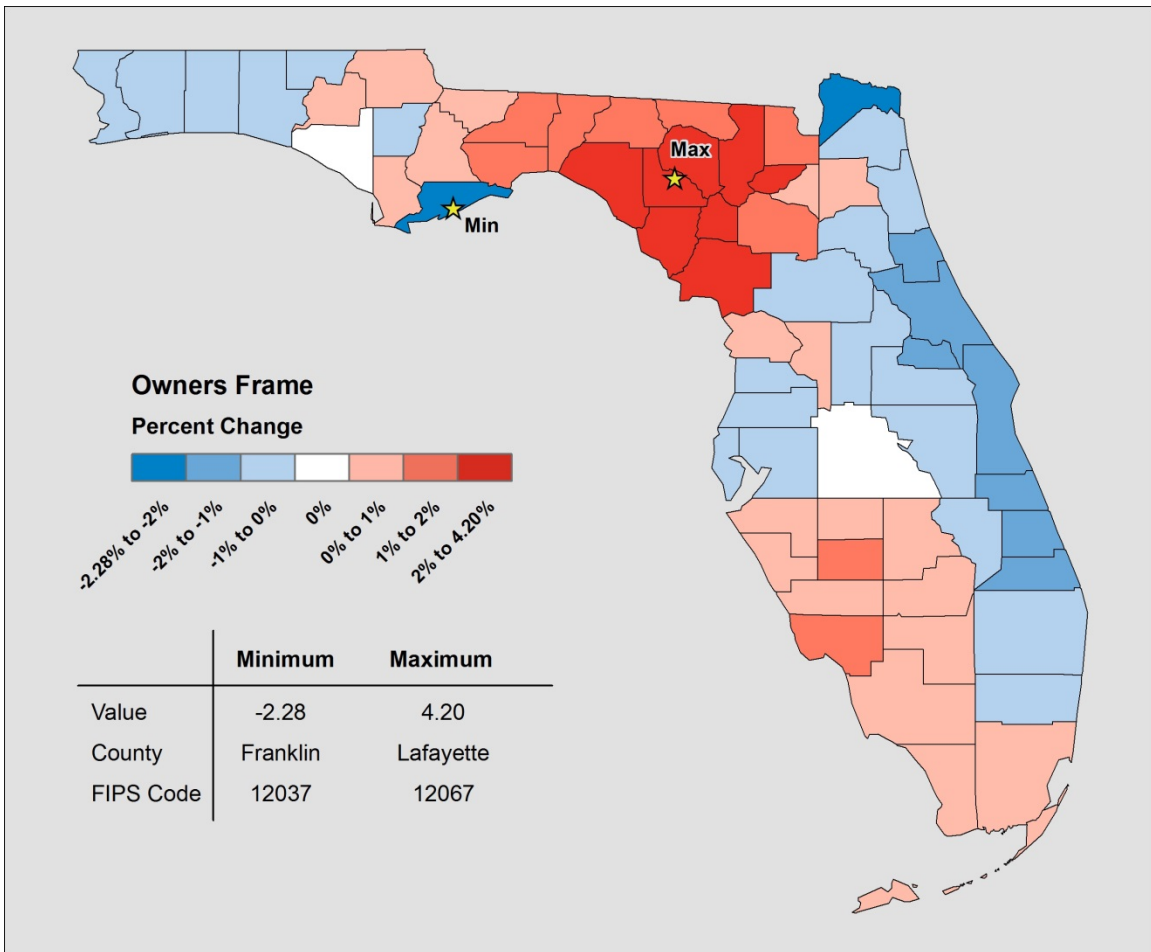 Max
Min
Owners Frame
Percent Change
-2.28% to -2%
-2% to -1%
-1% to 0%
0%
0% to 1%
1% to 2%
2% to 4.20%
Minimum Maximum
Value -2.28 4.20
County Franklin Lafayette
FIPS Code 12037 12067